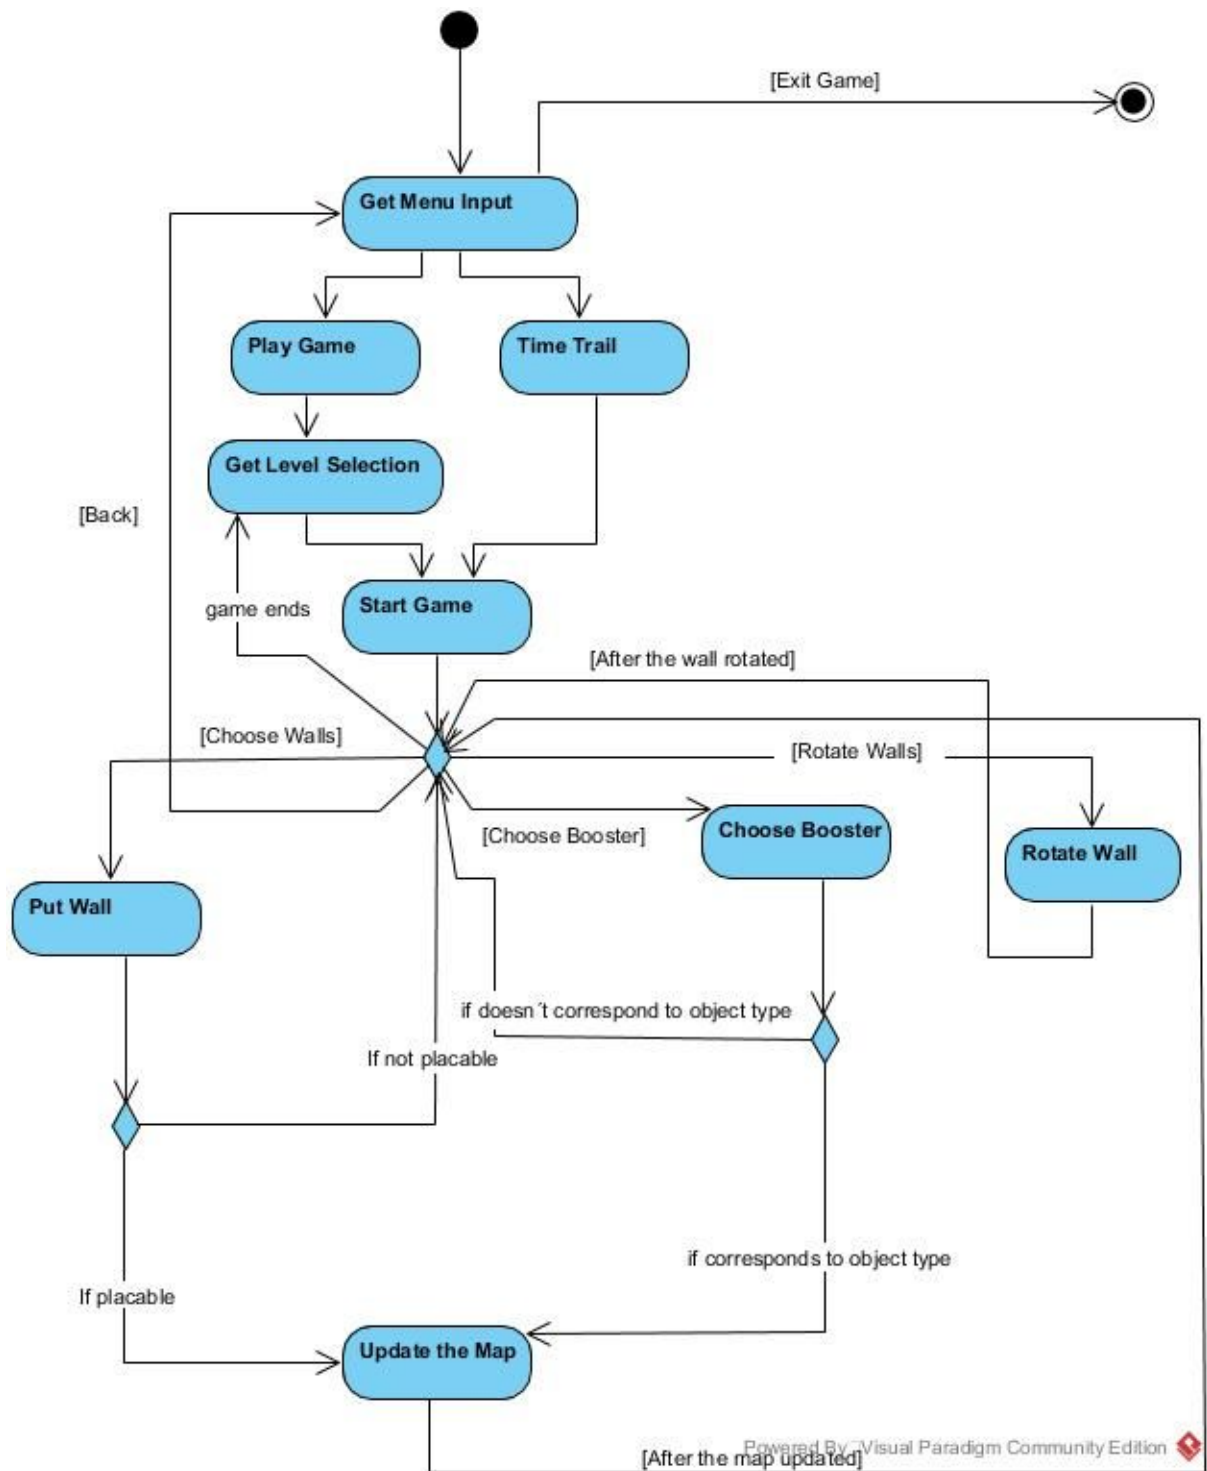 [Exit Game]
Get Menu Input
Play Game
Time Trail
Get Level Selection
[Back]
Start Game
game ends
[After the wall rotated]
[Choose Walls]
[Rotate Walls]
[Choose Booster]
Choose Booster
Rotate Wall
Put Wall
if doesn´t correspond to object type
If not placable
if corresponds to object type
If placable
Update the Map
Powered By Visual Paradigm Community Edition
[After the map updated]